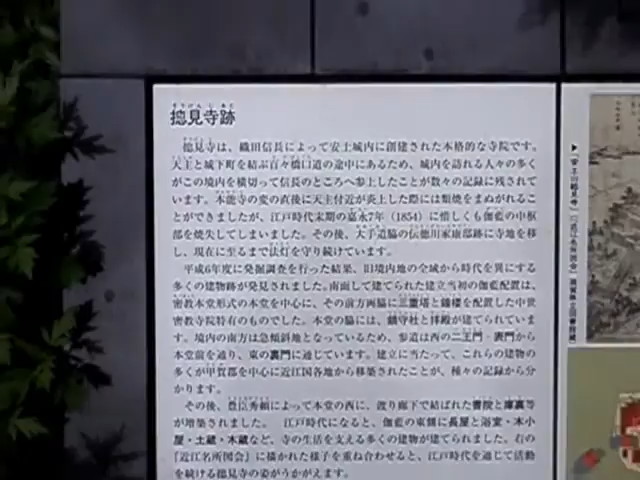 そうけんじあと
摠見寺跡
摠見寺は、織田信長によって安土城内に創建された本格的な寺院です。
天主と城下町を結ぶ百々橋口道の途中にあるため、城内を訪れる人々の多く
がこの境内を横切って信長のところへ参上したことが数々の記録に残されて
います。本能寺の変の直後に天主付近が炎上した際には類焼をまぬがれるこ
とができましたが、江戸時代末期の嘉永7年(1854)に惜しくも伽藍の中枢
部を焼失してしまいました。その後、大手道脇の伝徳川家康邸跡に寺地を移
し、現在に至るまで法灯を守り続けています。
平成6年度に発掘調査を行った結果、旧境内地の全域から時代を異にする
多くの建物跡が発見されました。南面して建てられた建立当初の伽藍配置は、
密教本堂形式の本堂を中心に、その前方両脇に三重塔と鐘楼を配置した中世
密教寺院特有のものでした。本堂の脇には、鎮守社と拝殿が建てられていま
す。境内の南方は急傾斜地となっているため、参道は西の二王門・表門から
本堂前を通り、東の裏門に通じています。建立に当たって、これらの建物の
多くが甲賀郡を中心に近江国各地から移築されたことが、種々の記録から分
かります。
その後、豊臣秀頼によって本堂の西に、渡り廊下で結ばれた書院と庫裏等
が増築されました。 江戸時代になると、伽藍の東側に長屋と浴室・木小
屋・土蔵・木蔵など、寺の生活を支える多くの建物が建てられました。右の
『近江名所図会』に描かれた様子を重ね合わせると、江戸時代を通じて活動
を続ける摠見寺の姿がうかがえます。